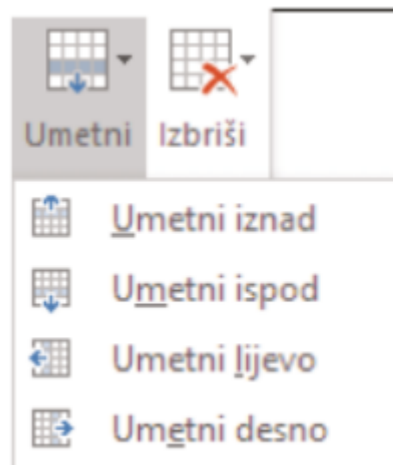 Umetni Izbriši
Umetni iznad
Umetni ispod
Umetni lijevo
Umetni desno